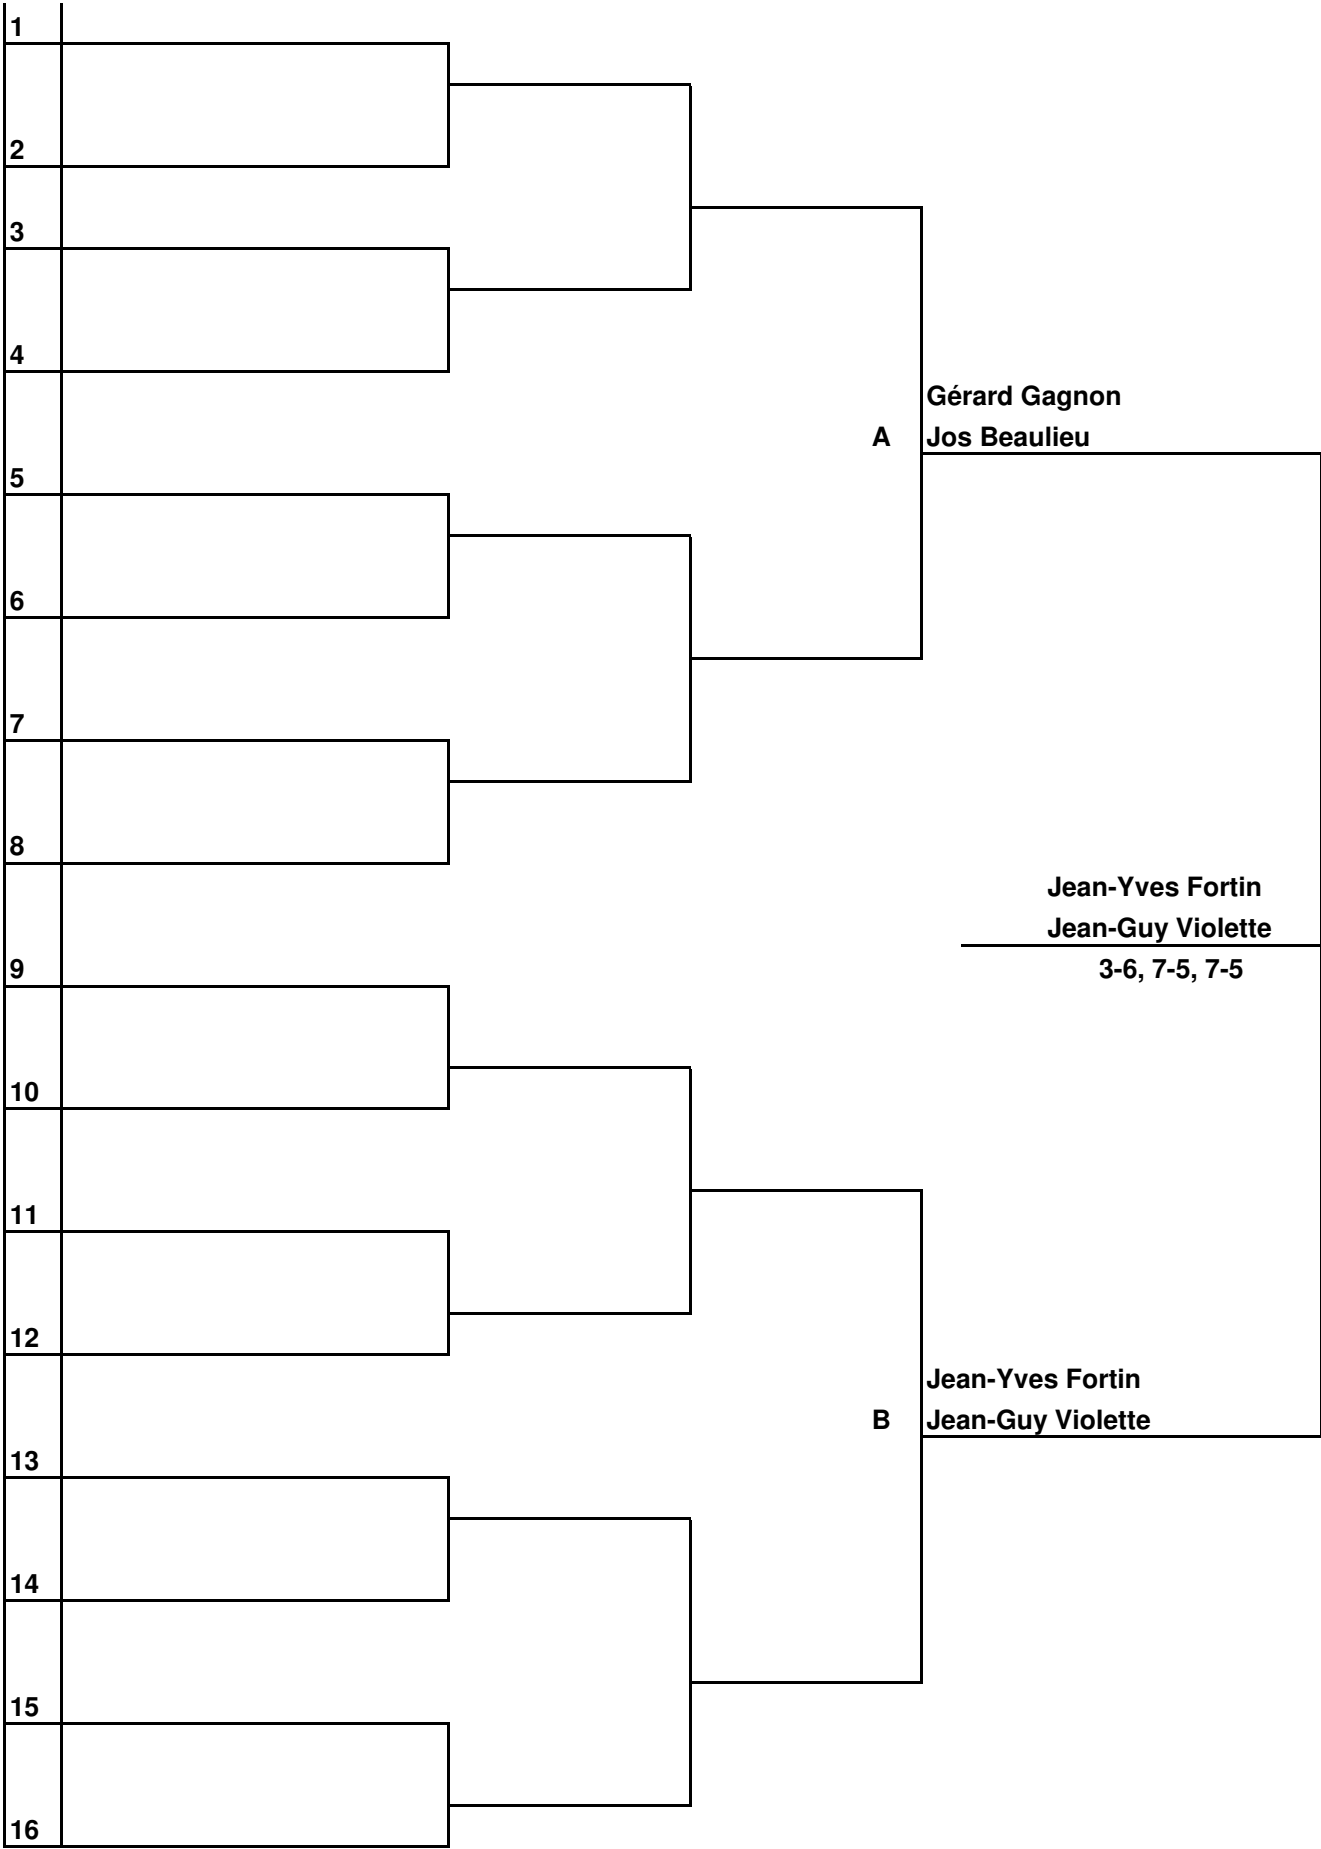 1
2
3
4
Gérard Gagnon
A Jos Beaulieu
5
6
7
8
Jean-Yves Fortin
Jean-Guy Violette
9
3-6, 7-5, 7-5
10
11
12
Jean-Yves Fortin
B Jean-Guy Violette
13
14
15
16